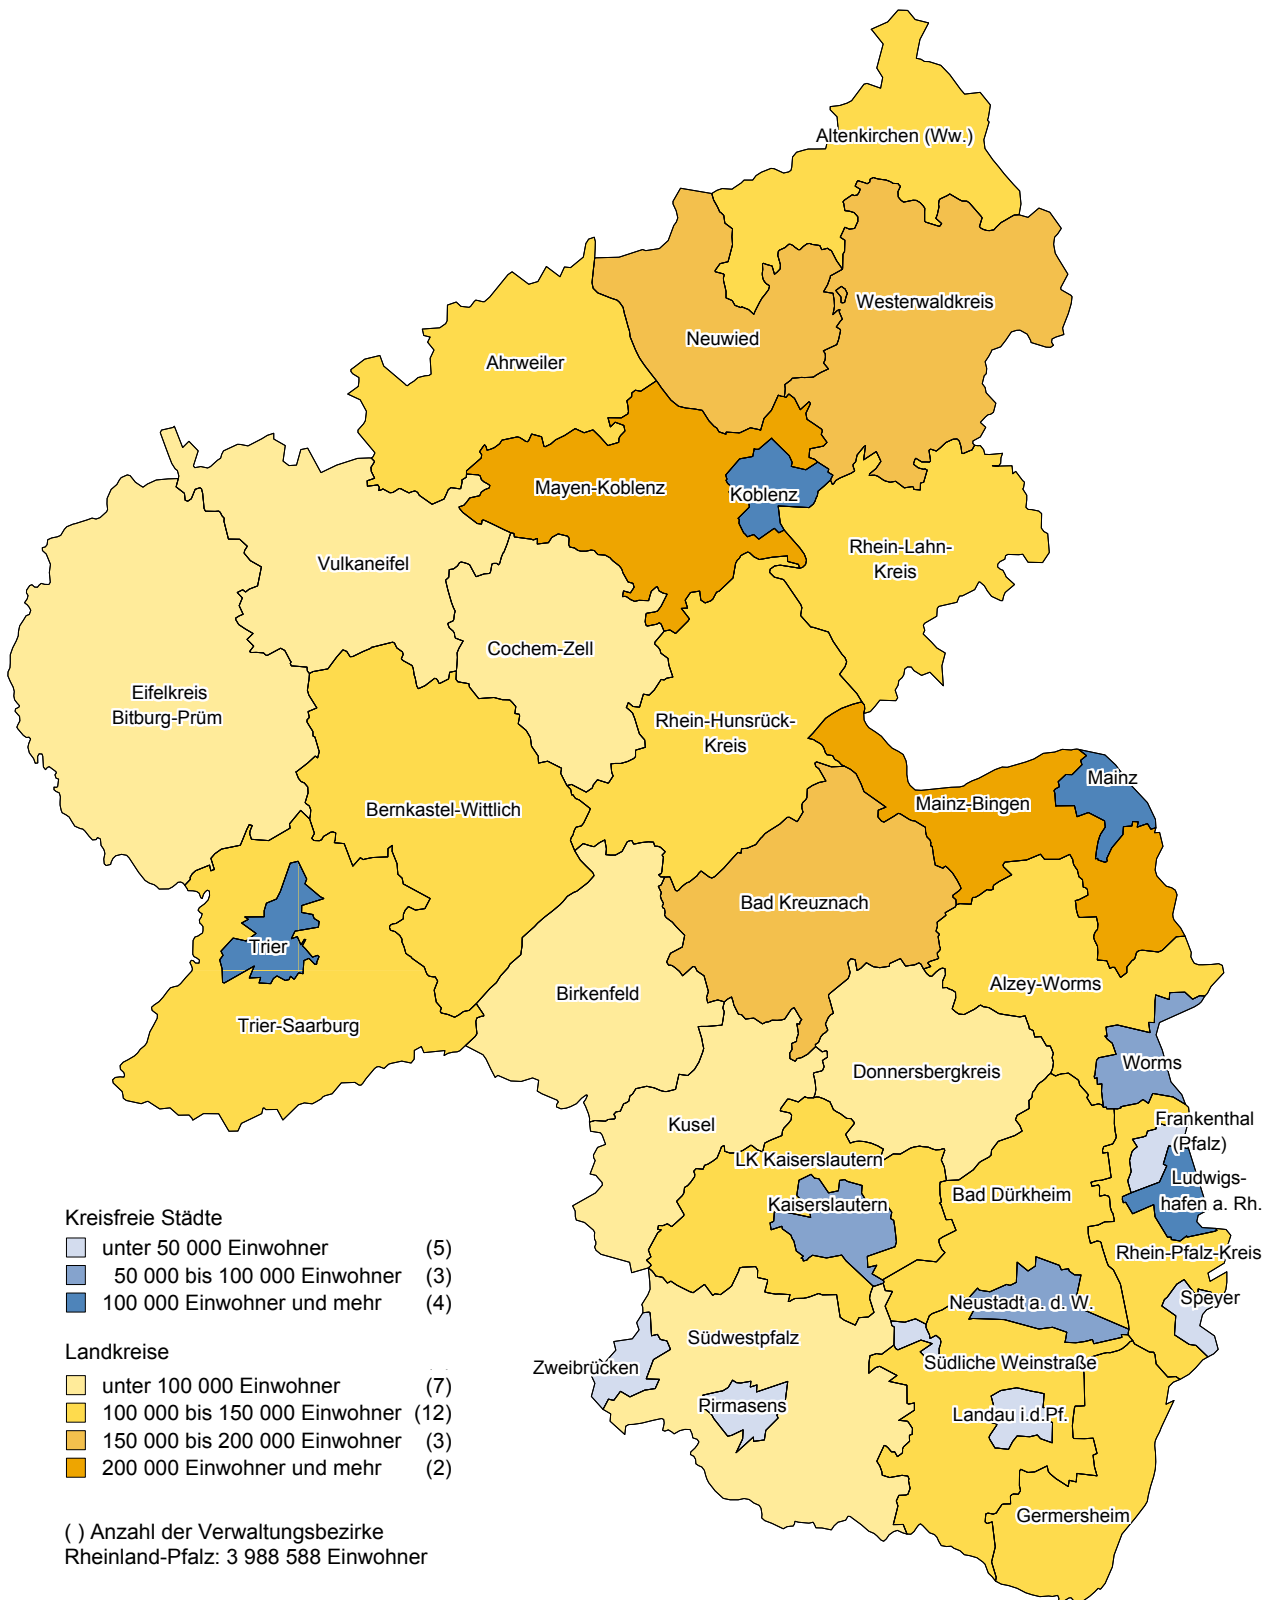 Altenkirchen (Ww.)
Westerwaldkreis
Neuwied
Ahrweiler
Mayen-Koblenz
Koblenz
Rhein-Lahn-
Kreis
Vulkaneifel
Cochem-Zell
Eifelkreis
Bitburg-Prüm
Rhein-Hunsrück-
Kreis
Mainz
Mainz-Bingen
Bernkastel-Wittlich
Bad Kreuznach
Trier
Alzey-Worms
Birkenfeld
Trier-Saarburg
Worms
Donnersbergkreis
Kusel
Frankenthal
(Pfalz)
LK Kaiserslautern
Ludwigs-
hafen a. Rh.
Bad Dürkheim
Kaiserslautern
Rhein-Pfalz-Kreis
Speyer
Neustadt a. d. W.
Südwestpfalz
Südliche Weinstraße
Zweibrücken
Pirmasens
Landau i.d.Pf.
Germersheim
Kreisfreie Städte
unter 50 000 Einwohner (5)
50 000 bis 100 000 Einwohner (3)
100 000 Einwohner und mehr (4)
Landkreise
unter 100 000 Einwohner (7)
100 000 bis 150 000 Einwohner (12)
150 000 bis 200 000 Einwohner (3)
200 000 Einwohner und mehr (2)
( ) Anzahl der Verwaltungsbezirke
Rheinland-Pfalz: 3 988 588 Einwohner